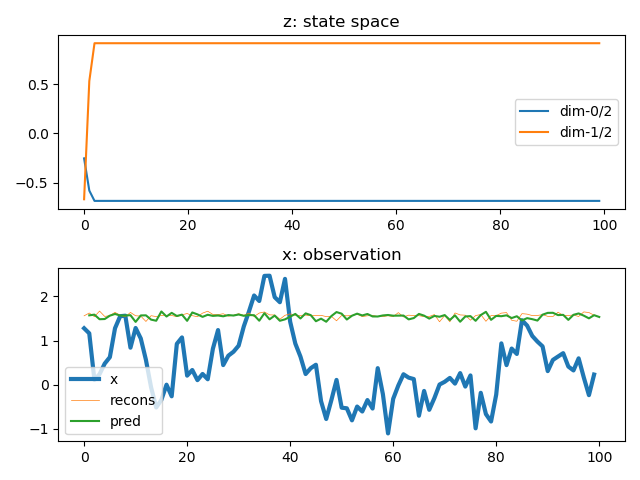 z: state space
0.5
0.0
−0.5
dim-0/2
dim-1/2
0 20 40 60 80 100
x: observation
2
1
0
−1
x
recons
pred
0 20 40 60 80 100